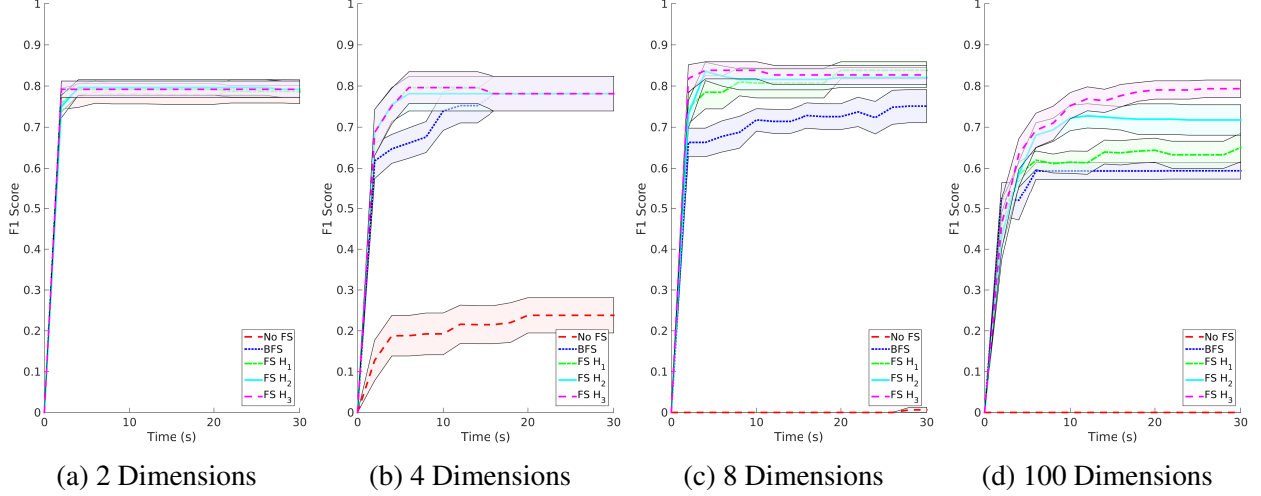 1
0.9
0.8
0.7
0.6
0.5
0.4
0.3
0.2
0.1
0
F1 Score
0 10 20 30
Time (s)
No FS
BFS
FS H1
FS H2
FS H3
(a) 2 Dimensions
1
0.9
0.8
0.7
0.6
0.5
0.4
0.3
0.2
0.1
0
F1 Score
0 10 20 30
Time (s)
No FS
BFS
FS H1
FS H2
FS H3
(b) 4 Dimensions
1
0.9
0.8
0.7
0.6
0.5
0.4
0.3
0.2
0.1
0
F1 Score
0 10 20 30
Time (s)
No FS
BFS
FS H1
FS H2
FS H3
(c) 8 Dimensions
1
0.9
0.8
0.7
0.6
0.5
0.4
0.3
0.2
0.1
0
F1 Score
0 10 20 30
Time (s)
No FS
BFS
FS H1
FS H2
FS H3
(d) 100 Dimensions